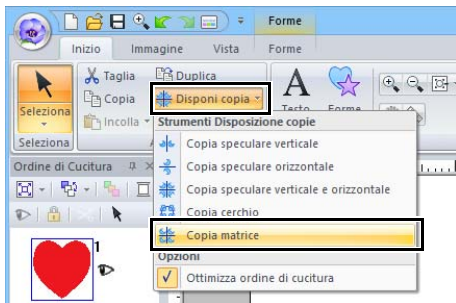 Forme
Inizio Immagine Vista Forme
Taglia Duplica
Seleziona Copia Disponi copia Testo Forme
Incolla Strumenti Disposizione copie
Seleziona Copia speculare verticale
Ordine di Cucitura Copia speculare orizzontale
Copia speculare verticale e orizzontale
Copia cerchio
Copia matrice
Opzioni
1 Ottimizza ordine di cucitura